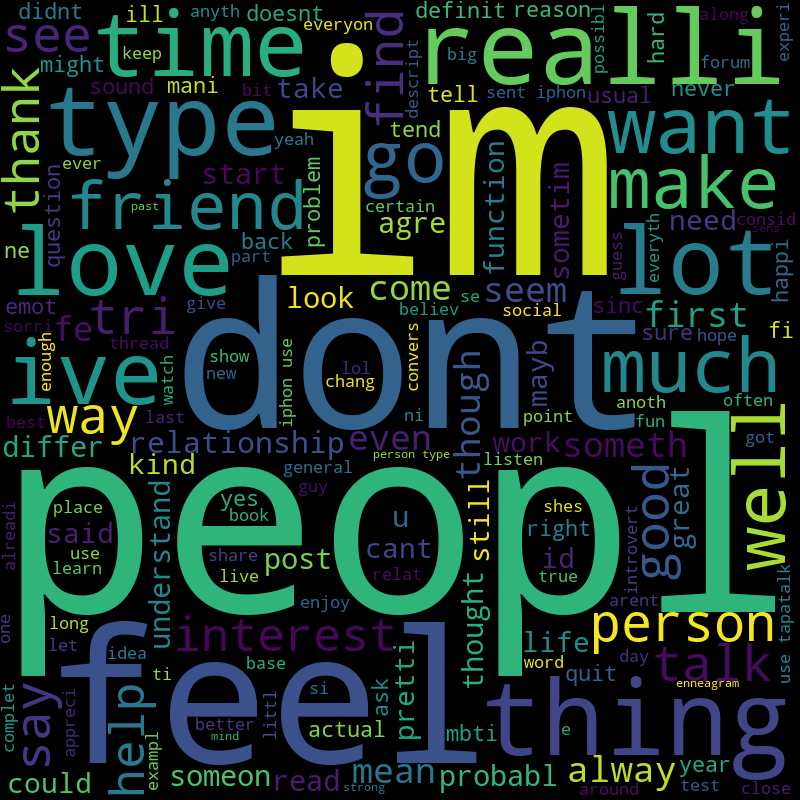 didnt
ill
anyth
doesnt
everyon
definit
reason
along
see
time
im
find
realli
possibl
hard
big
experi
might
keep
descript
forum
thank
sound
mani
bit
take
tell
sent iphon
usual
never
type
yeah
go
tend
want
ever
start
problem
function
sometim
make
question
friend
past
certain
agre
need
consid
sens
ne
back
part
love
lot
guess
everyth
happi
emot
tri
give
look
come
seem
sinc
first
believ
se
social
sorri
fe
thread
dont
sure
hope
fi
ive
enough
watch
show
new
lol
chang
iphon use
convers
though
mayb
much
best
way
last
ni
point
anoth
often
fun
got
well
differ
relationship
even
work
someth
kind
general
person type
listen
peopl
alreadi
place
said
use
learn
understand
yes
book
guy
u
cant
still
shes
right
id
good
great
share
live
post
relat
true
introvert
arent
one
long
let
interest
enjoy
thought
life
person
use tapatalk
feel
idea
base
word
day
talk
say
appreci
help
ti
si
littl
ask
pretti
quit
enneagram
thing
complet
exampl
better
mind
actual
mbti
e
could
someon
read
strong
mean
probabl
alway
around
year
test
close